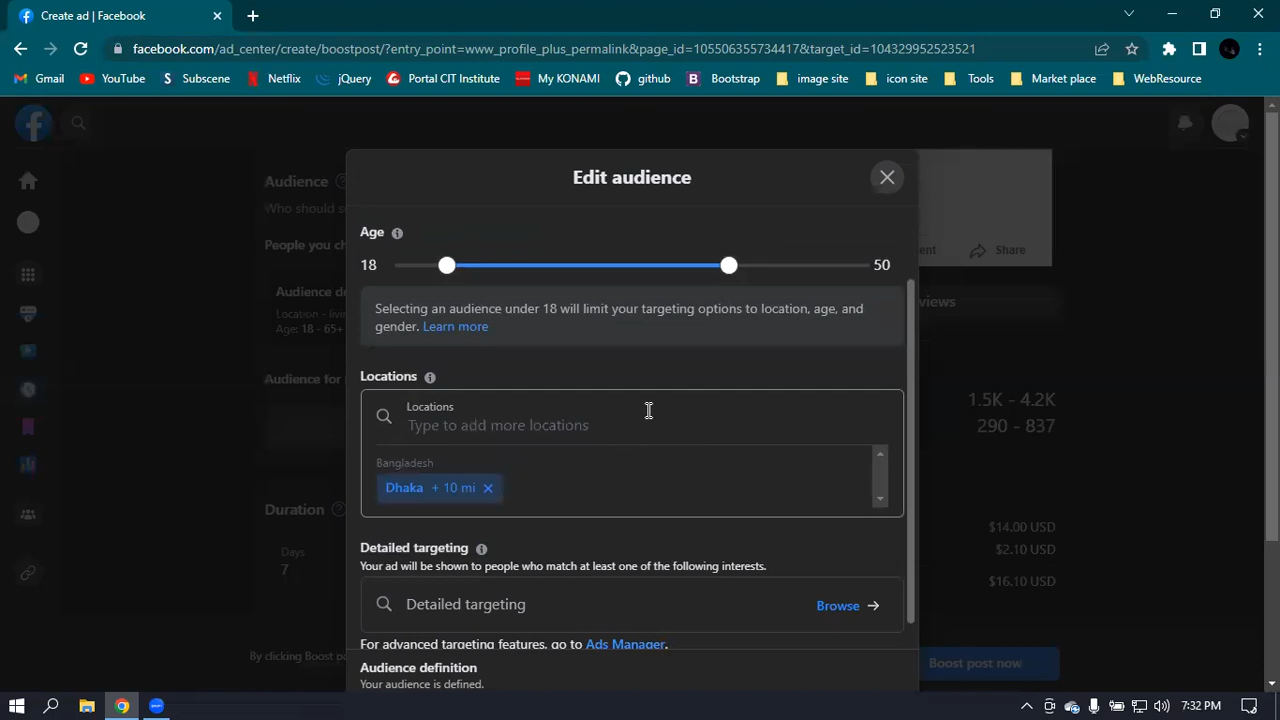 Create ad | Facebook
facebook.com/ad_center/create/boostpost/?entry_point=www_profile_plus_permalink&page_id=105506355734417&target_id=104329952523521
Gmail YouTube Subscene Netflix jQuery Portal CIT Institute My KONAMI github Bootstrap image site icon site Tools Market place WebResource
Edit audience
Audience
Who should s
People you ch
Age
18 50
Share
Audience de
Location - livi
Age: 18 - 65+
Selecting an audience under 18 will limit your targeting options to location, age, and
gender. Learn more
Audience for
Locations
1.5K - 4.2K
290 - 837
Locations
Type to add more locations
Bangladesh
Dhaka + 10 mi
Duration
Days
7
$14.00 USD
$2.10 USD
$16.10 USD
Detailed targeting
Your ad will be shown to people who match at least one of the following interests.
Detailed targeting Browse
For advanced targeting features, go to Ads Manager.
By clicking Boost po
Boost post now
Audience definition
Your audience is defined.
7:32 PM